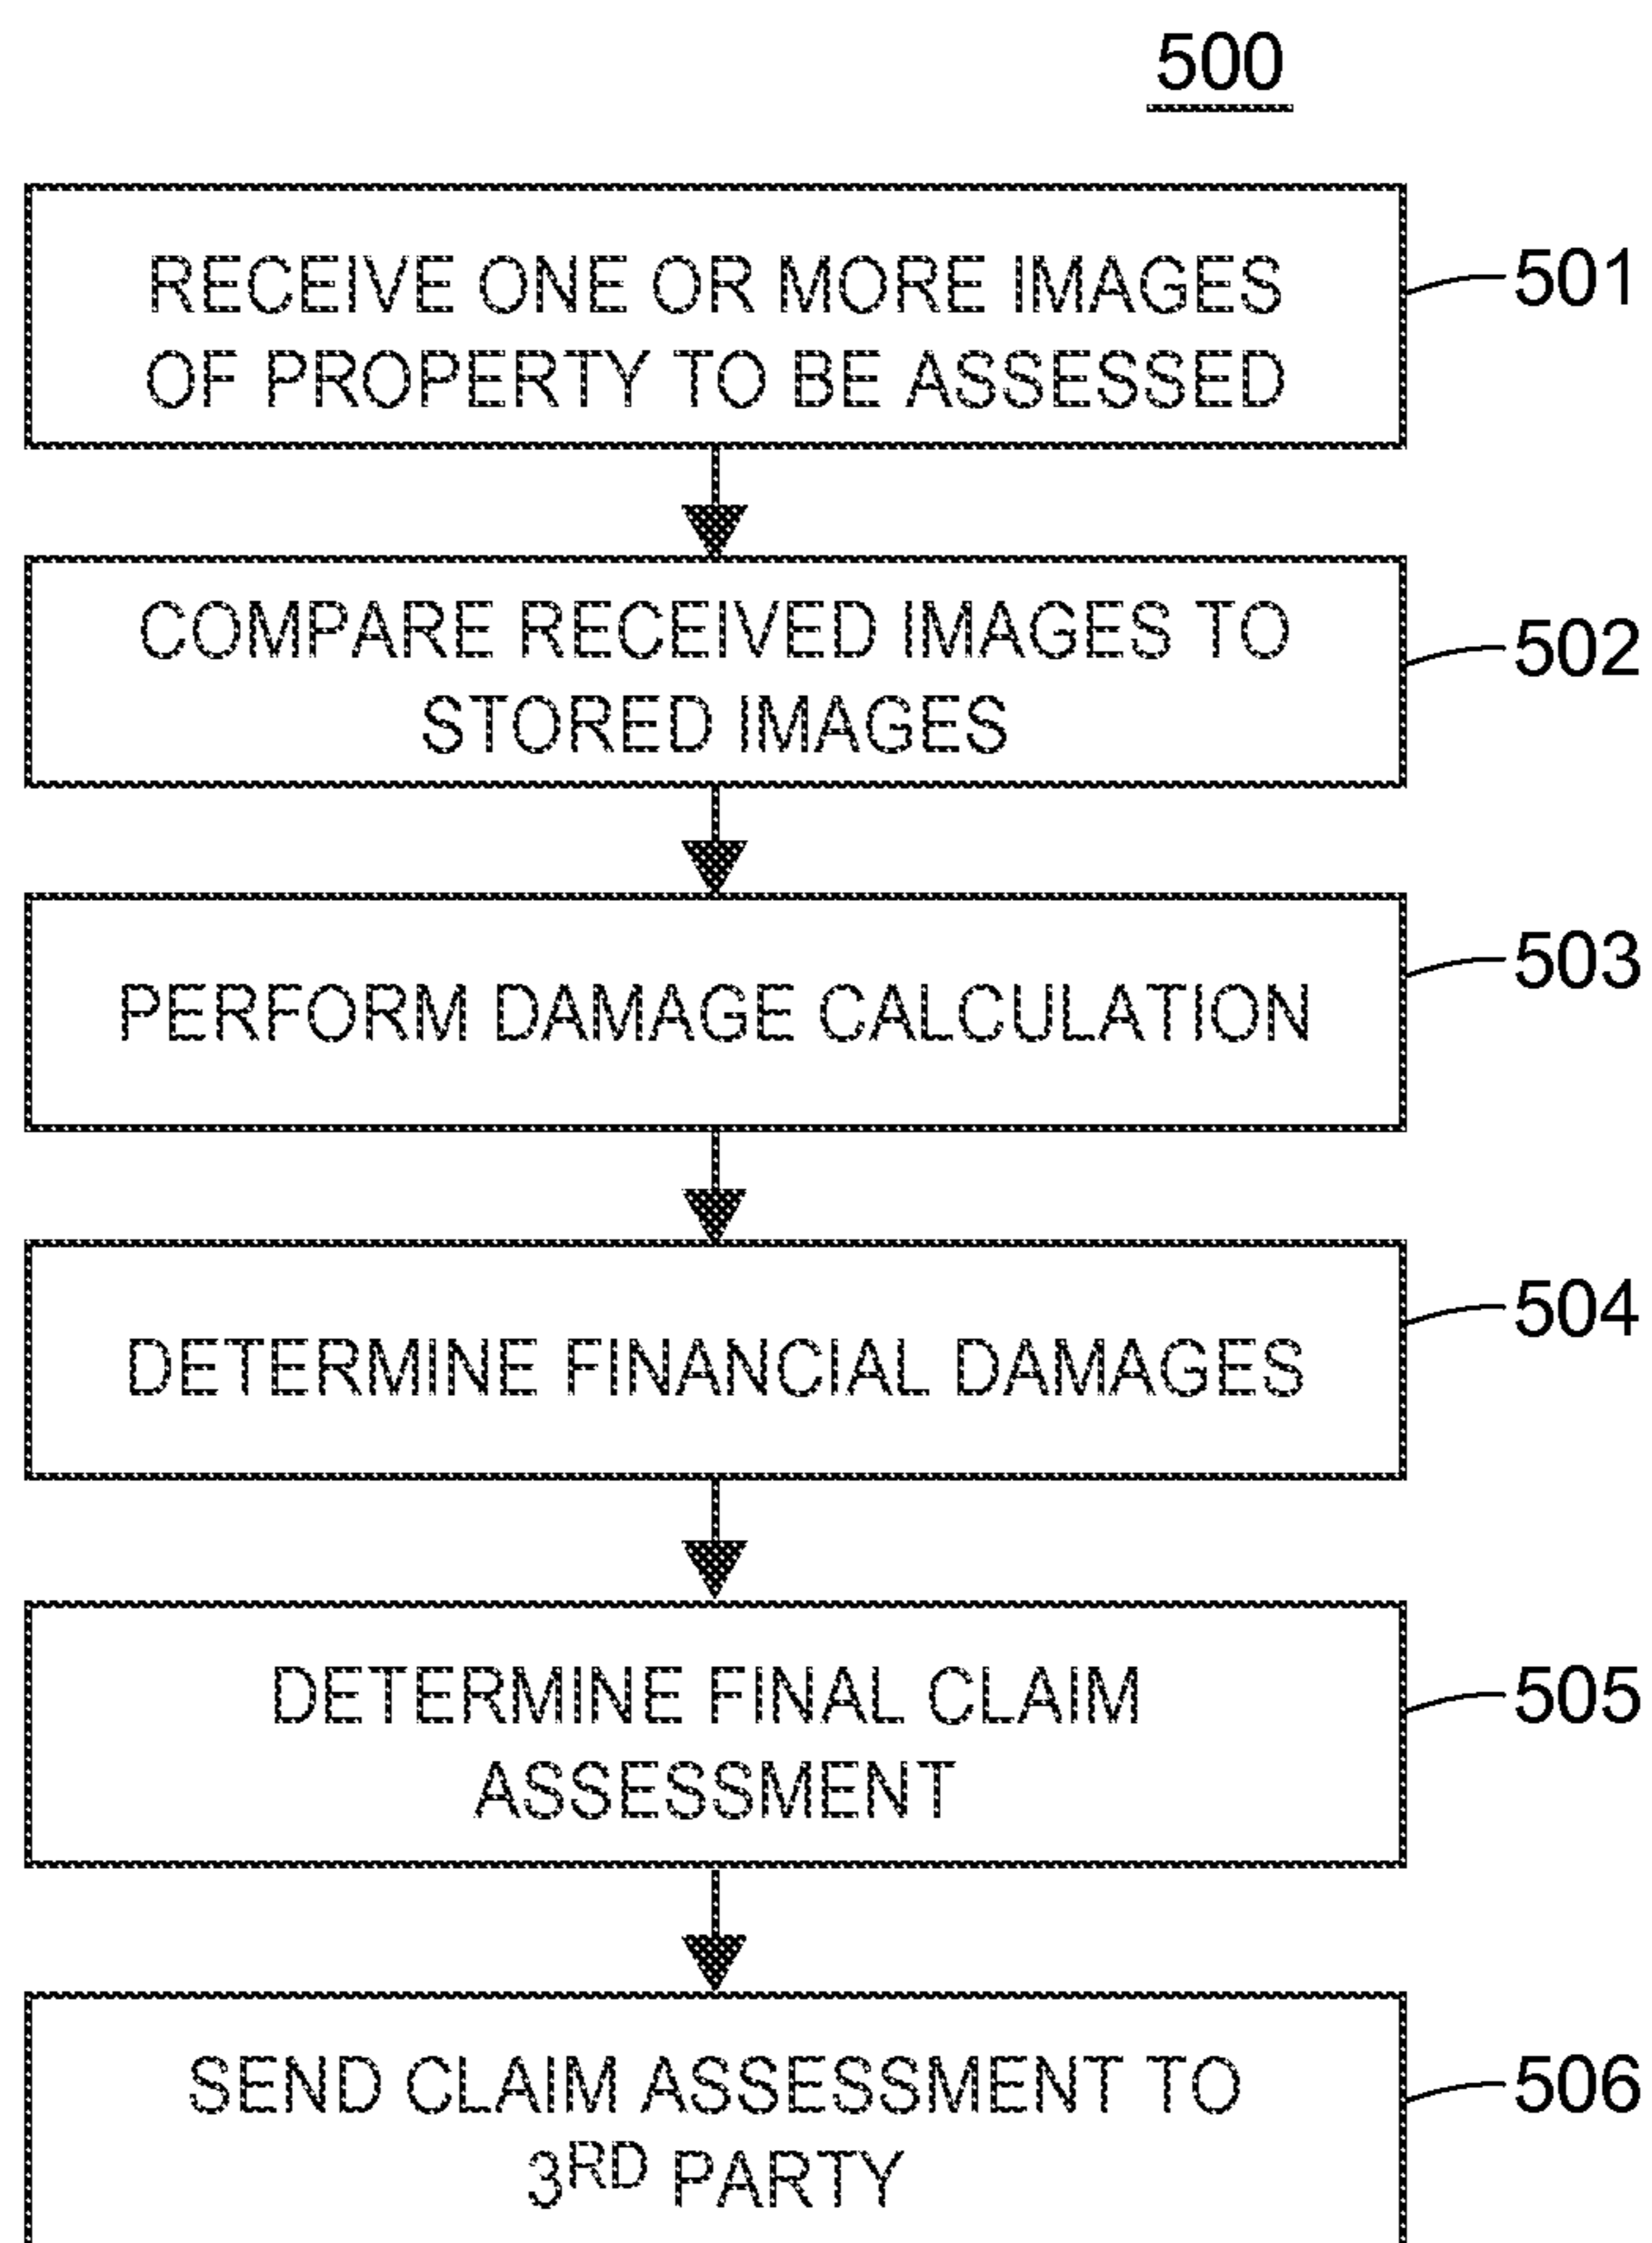 500
RECEIVE ONE OR MORE IMAGES
OF PROPERTY TO BE ASSESSED
501
COMPARE RECEIVED IMAGES TO
STORED IMAGES
502
PERFORM DAMAGE CALCULATION
503
DETERMINE FINANCIAL DAMAGES
504
DETERMINE FINAL CLAIM
ASSESSMENT
505
SEND CLAIM ASSESSMENT TO
3RD PARTY
506